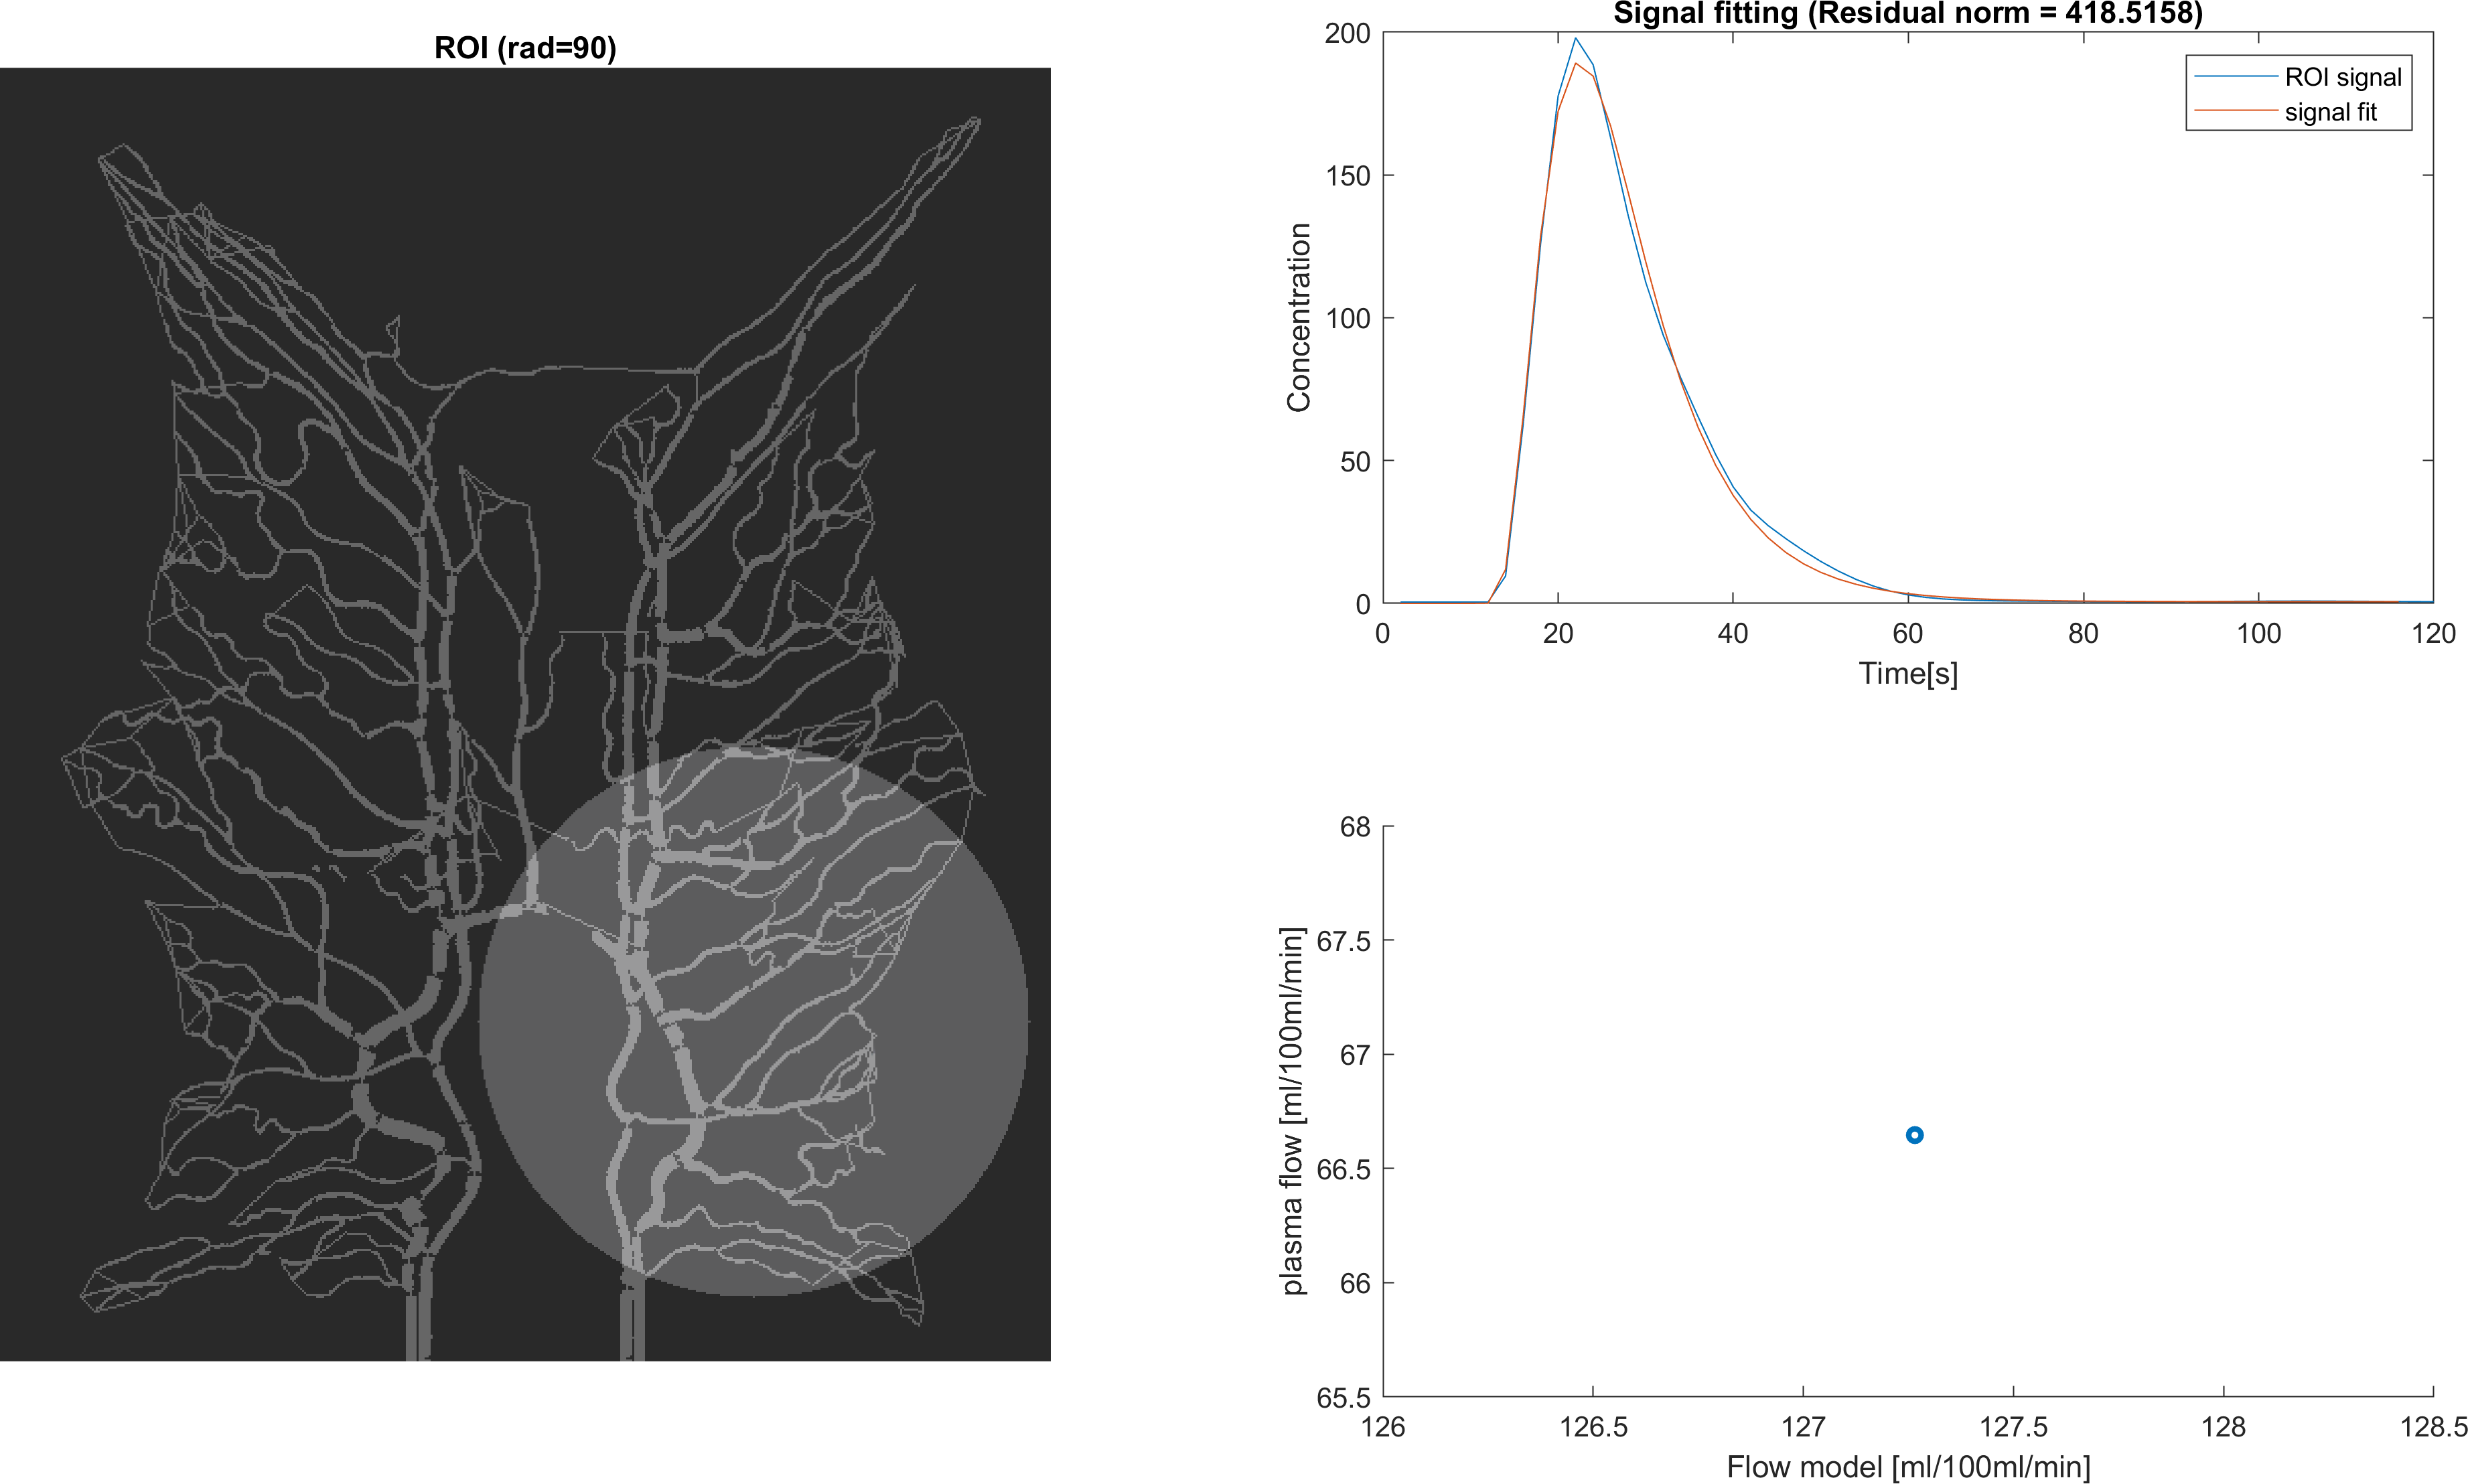 ROI (rad=90)
Signal fitting (Residual norm = 418.5158)
200
150
100
50
0
Concentration
ROI signal
signal fit
0 20 40 60 80 100 120
Time[s]
68
67.5
67
66.5
66
65.5
plasma flow [ml/100ml/min]
126 126.5 127 127.5 128 128.5
Flow model [ml/100ml/min]